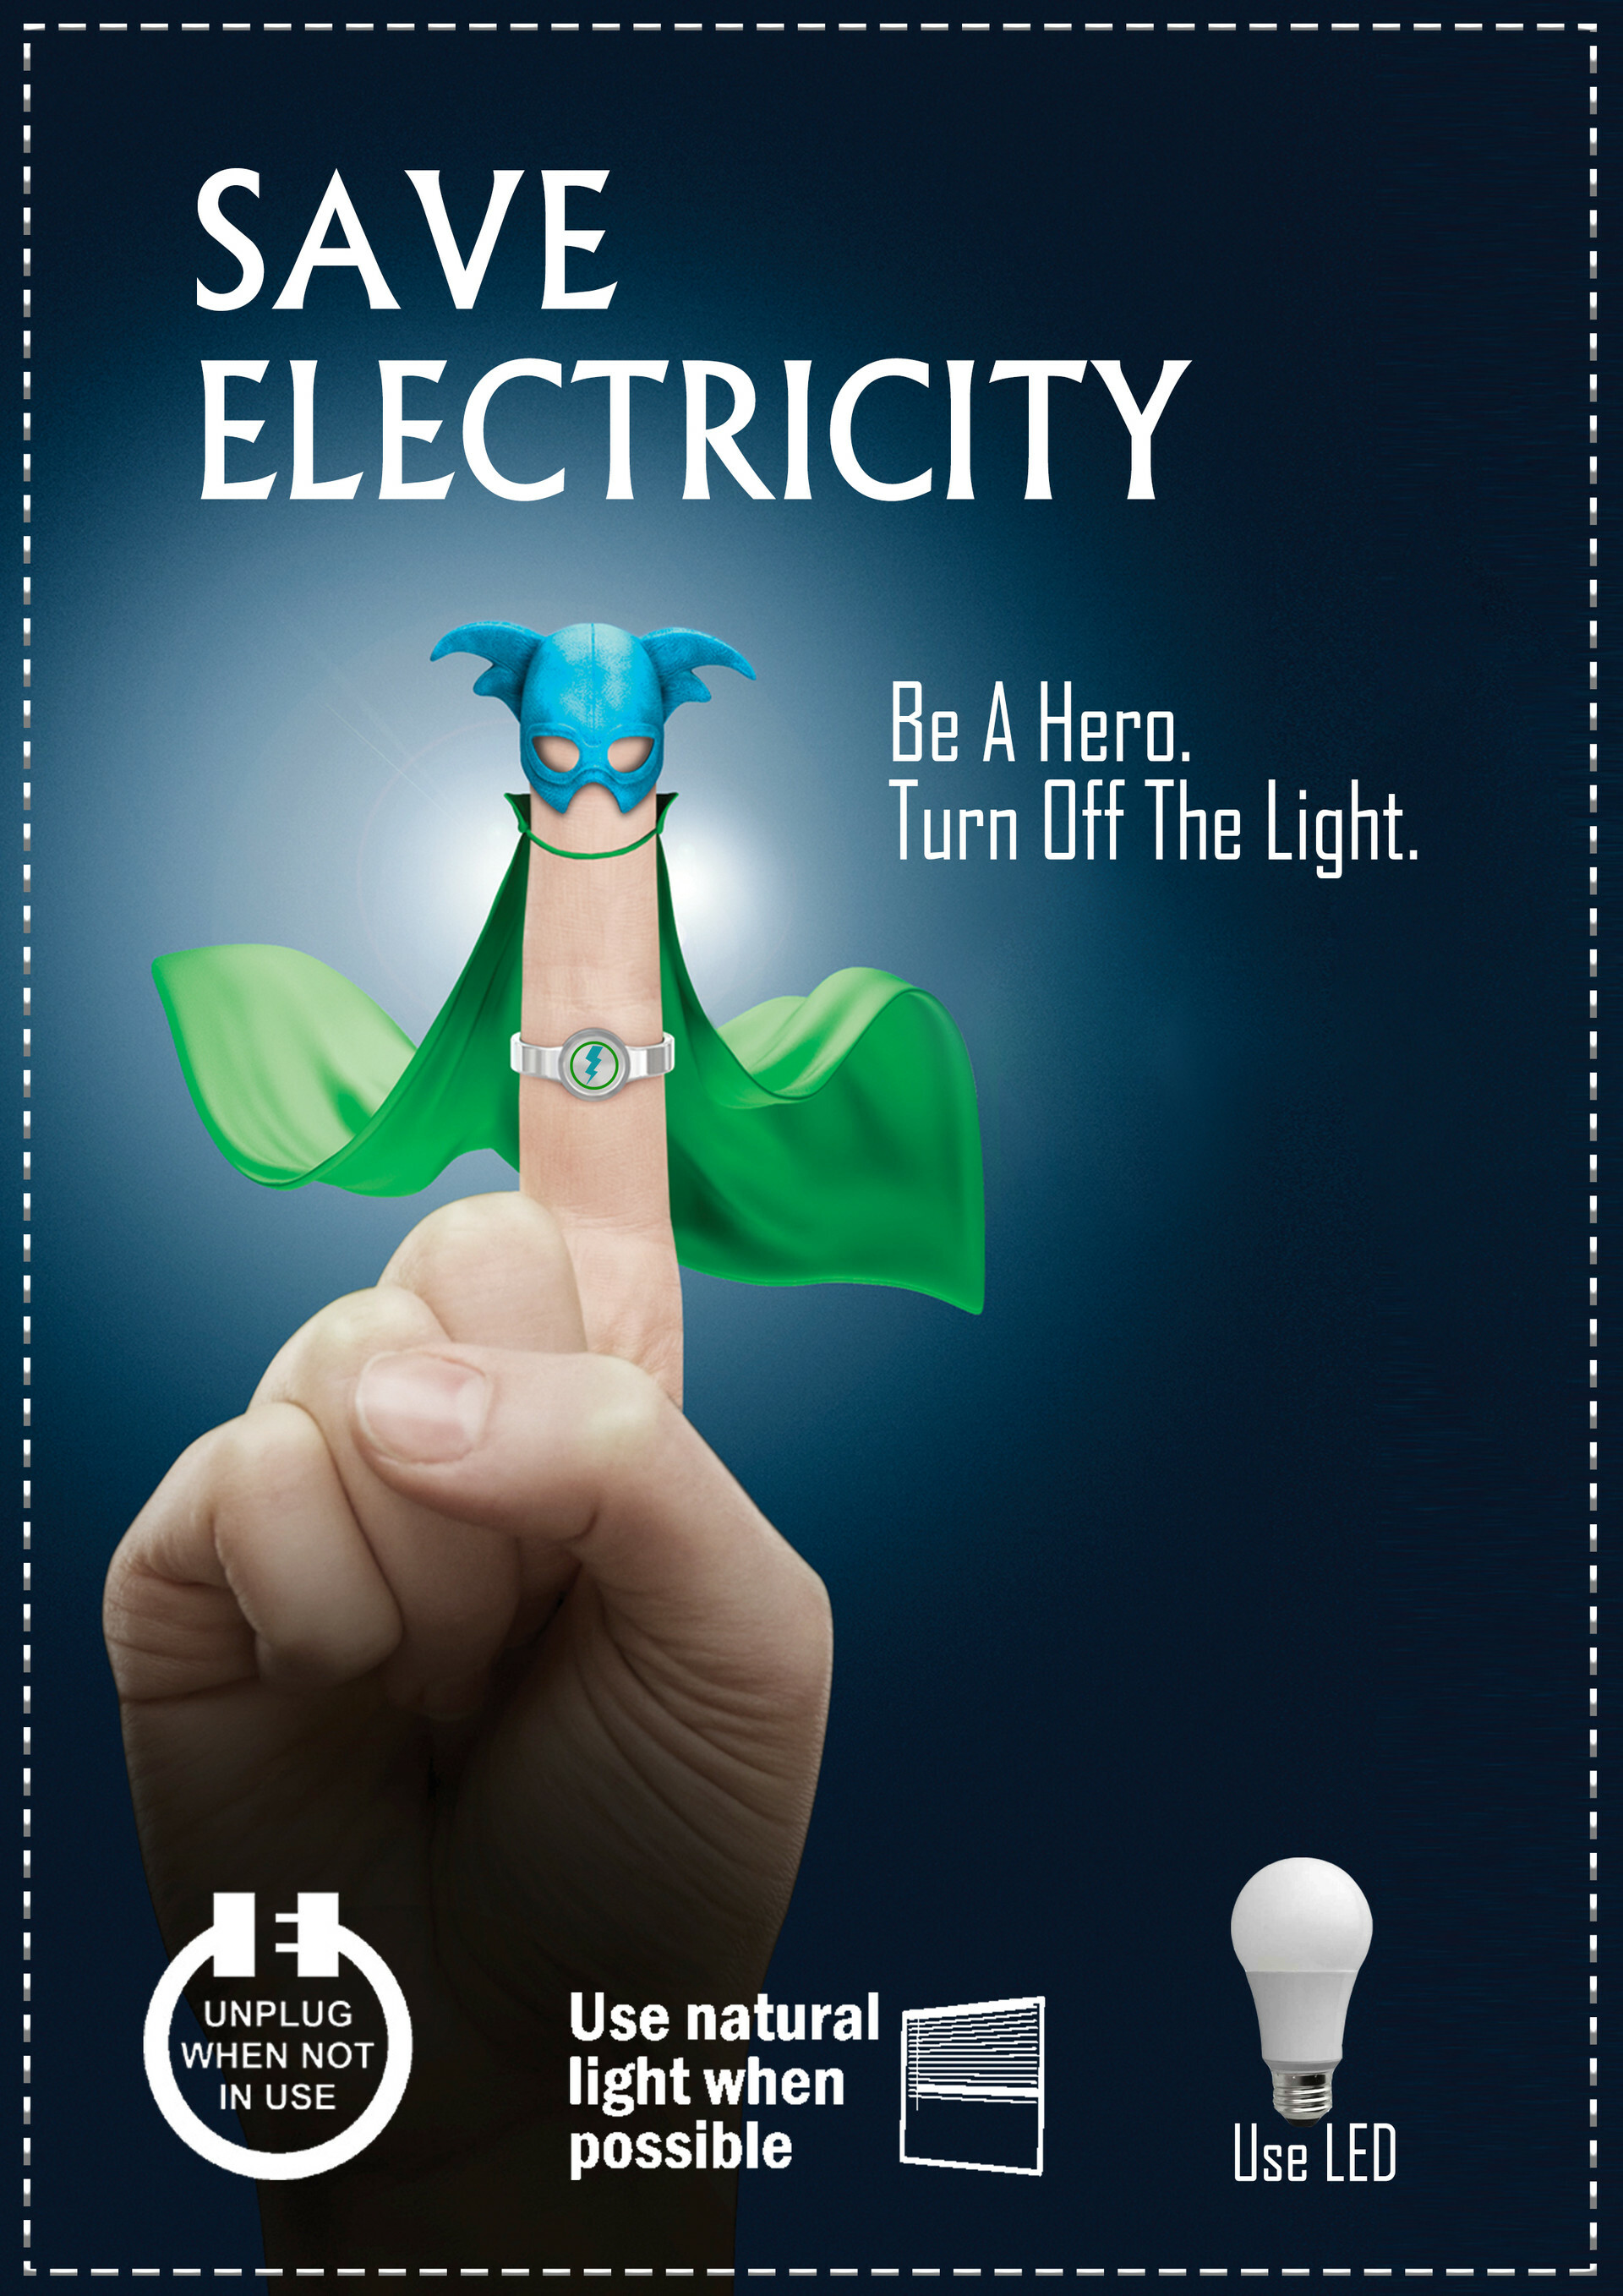 SAVE
ELECTRICITY
Be A Hero.
Turn Off The Light.
UNPLUG
WHEN NOT
IN USE
Use natural
light when
possible
Use LED